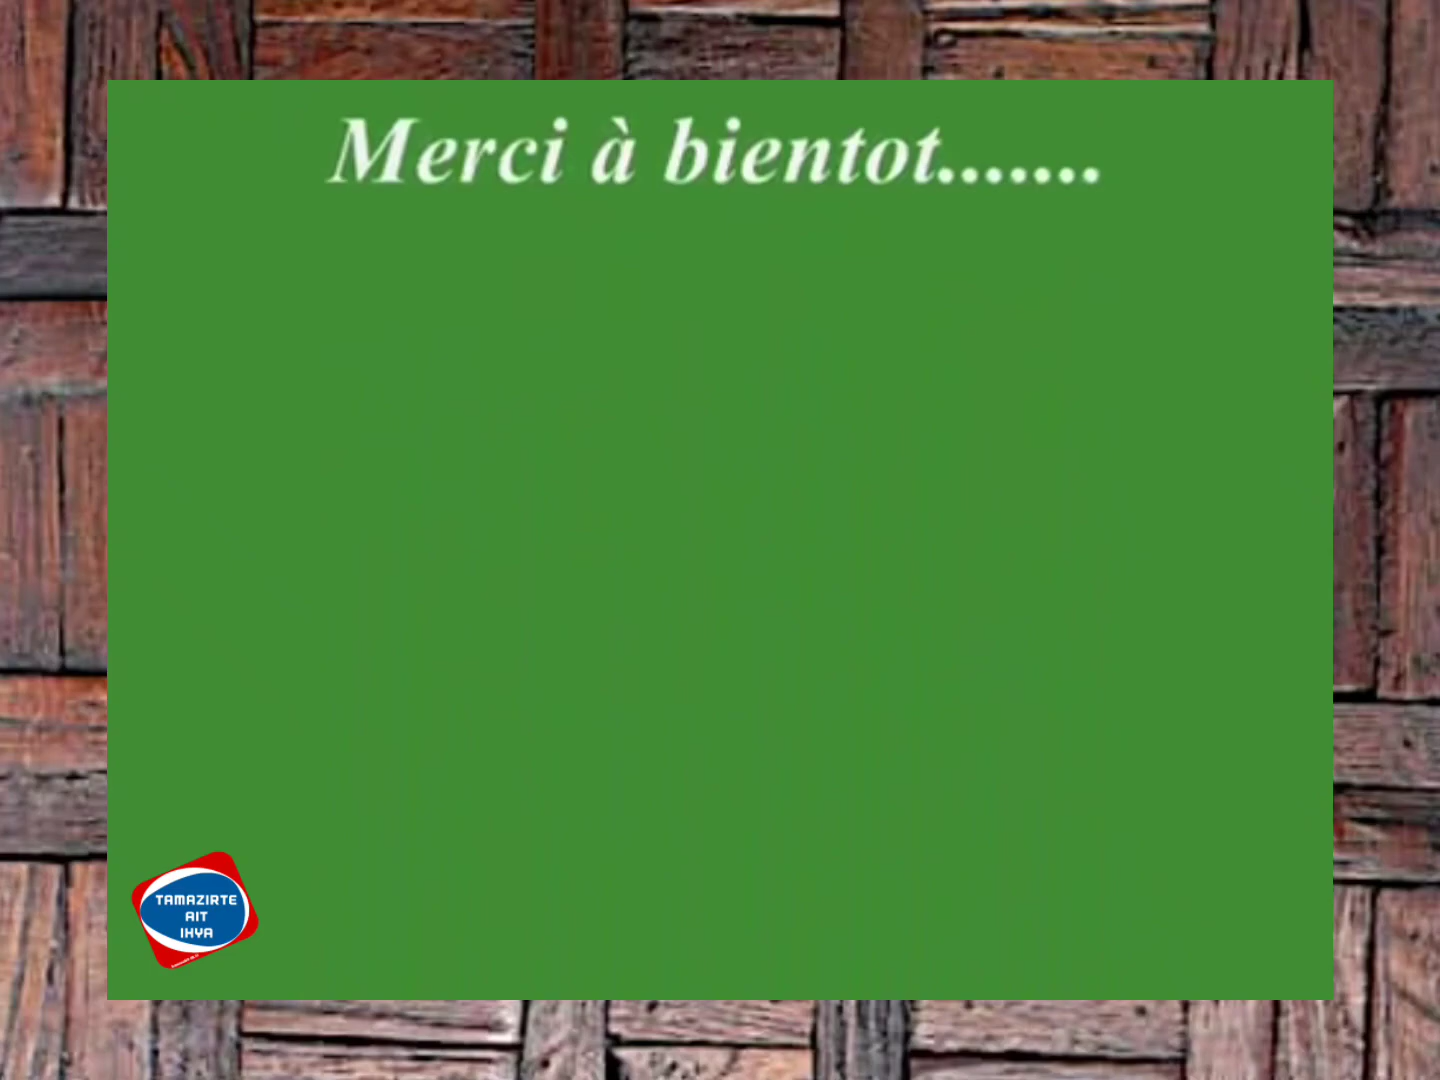 Merci à bientot.......
TAMAZIRTE
AIT
IHYA